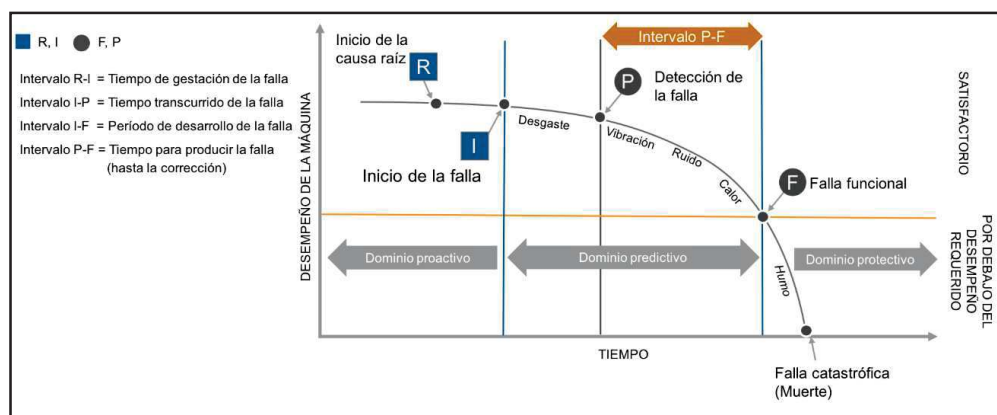 R, I
F, P
Intervalo R-I = Tiempo de gestación de la falla
Intervalo I-P = Tiempo transcurrido de la falla
Intervalo I-F = Período de desarrollo de la falla
Intervalo P-F = Tiempo para producir la falla
(hasta la corrección)
DESEMPEÑO DE LA MÁQUINA
Inicio de la
causa raíz
R
I
Inicio de la falla
Intervalo P-F
P
Detección de
la falla
Desgaste
Vibración
Ruido
Calor
F
Falla funcional
Humo
Dominio proactivo
Dominio predictivo
Dominio protectivo
TIEMPO
Falla catastrófica
(Muerte)
SATISFACTORIO
POR DEBAJO DEL
DESEMPEÑO
REQUERIDO